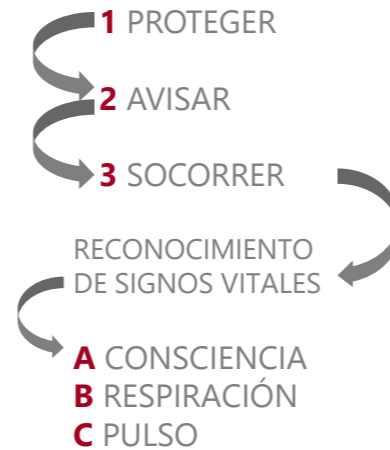 1 PROTEGER
2 AVISAR
3 SOCORRER
RECONOCIMIENTO
DE SIGNOS VITALES
A CONSCIENCIA
B RESPIRACIÓN
C PULSO